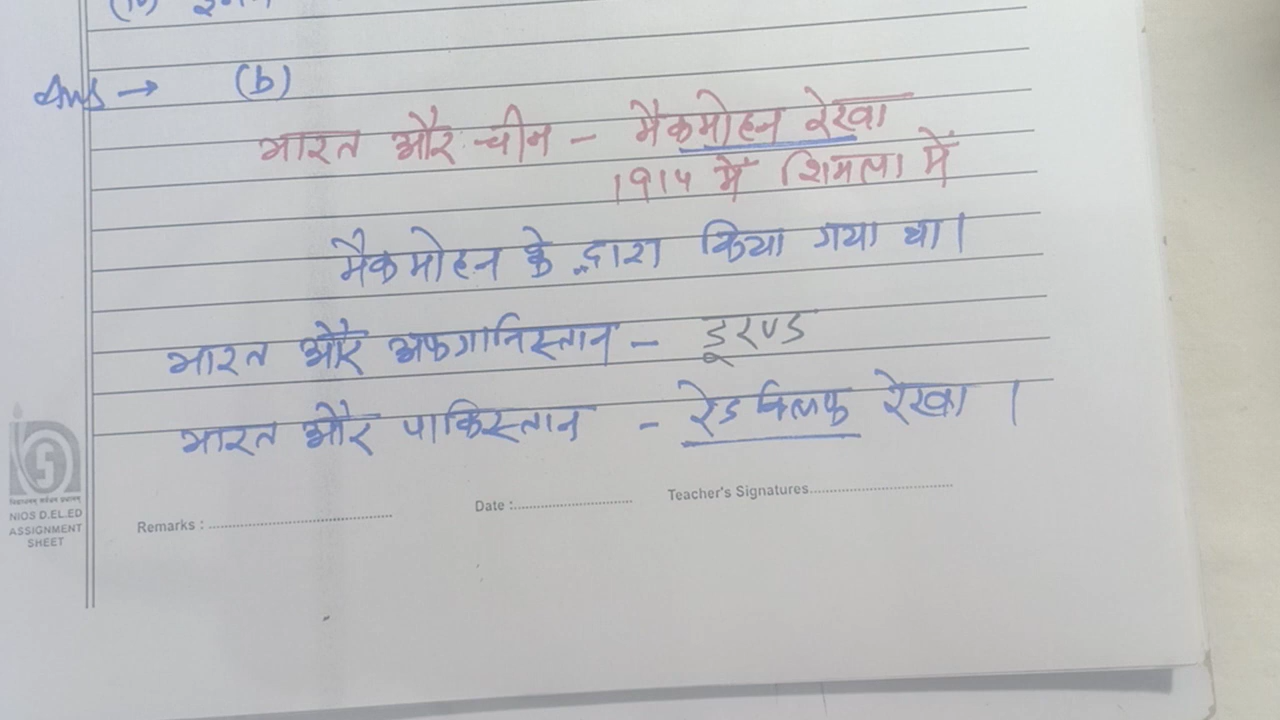 Ans → (b)
भारत और चीन - मैकमोहन रेखा
1914 में शिमला में
मैकमोहन के द्वारा किया गया था।
भारत और अफगानिस्तान - डूरण्ड
भारत और पाकिस्तान - रेडक्लिफ रेखा ।
NIOS D.EL.ED
ASSIGNMENT
SHEET
Remarks : ........................................
Date :..............................
Teacher's Signatures....................................